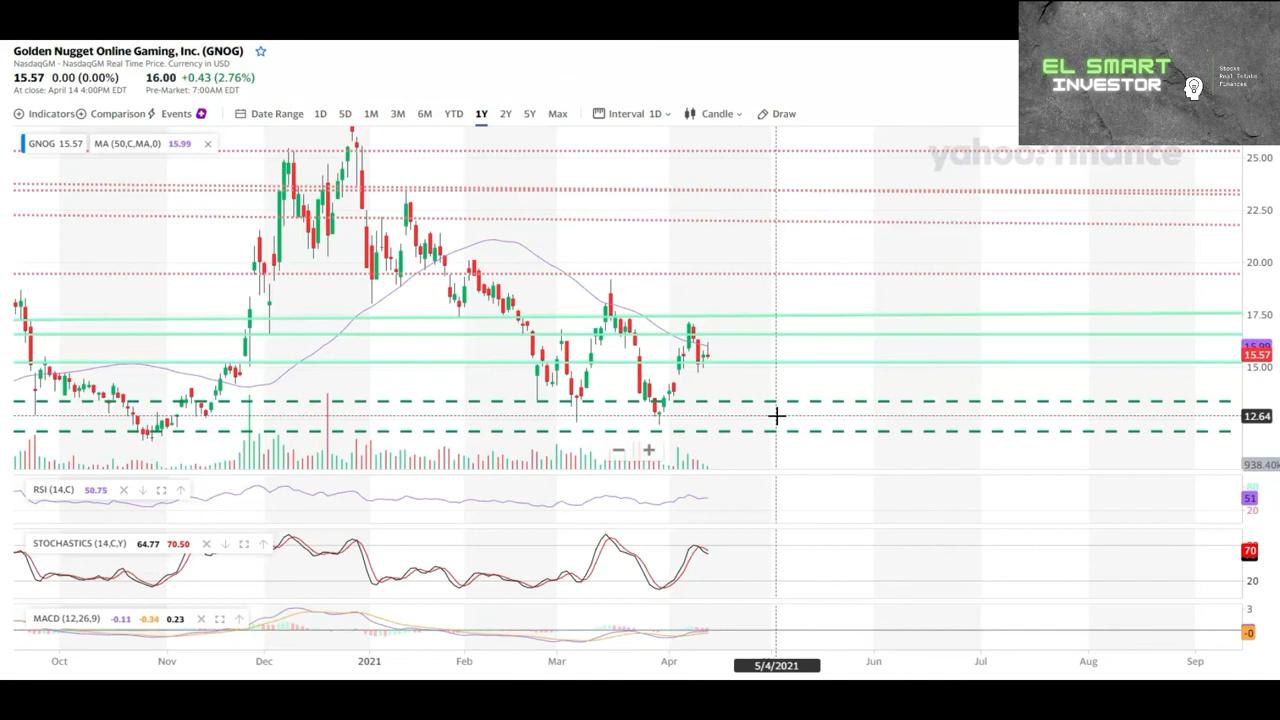 Golden Nugget Online Gaming, Inc. (GNOG)
NasdaqGM - NasdaqGM Real Time Price. Currency in USD
15.57 0.00 (0.00%) 16.00 +0.43 (2.76%)
At close: April 14 4:00PM EDT Pre-Market: 7:00AM EDT
EL SMART
INVESTOR
Stocks
Real Estate
Finances
Indicators Comparison Events Date Range 1D 5D 1M 3M 6M YTD 1Y 2Y 5Y Max Interval 1D Candle Draw
GNOG 15.57 MA (50,C,MA,0) 15.99
yahoo!finance
25.00
22.50
20.00
17.50
15.99
15.57
15.00
12.64
938.40k
RSI (14,C) 50.75
80
51
20
STOCHASTICS (14,C,Y) 64.77 70.50
70
20
MACD (12,26,9) -0.11 -0.34 0.23
3
-0
Oct Nov Dec 2021 Feb Mar Apr 5/4/2021 Jun Jul Aug Sep